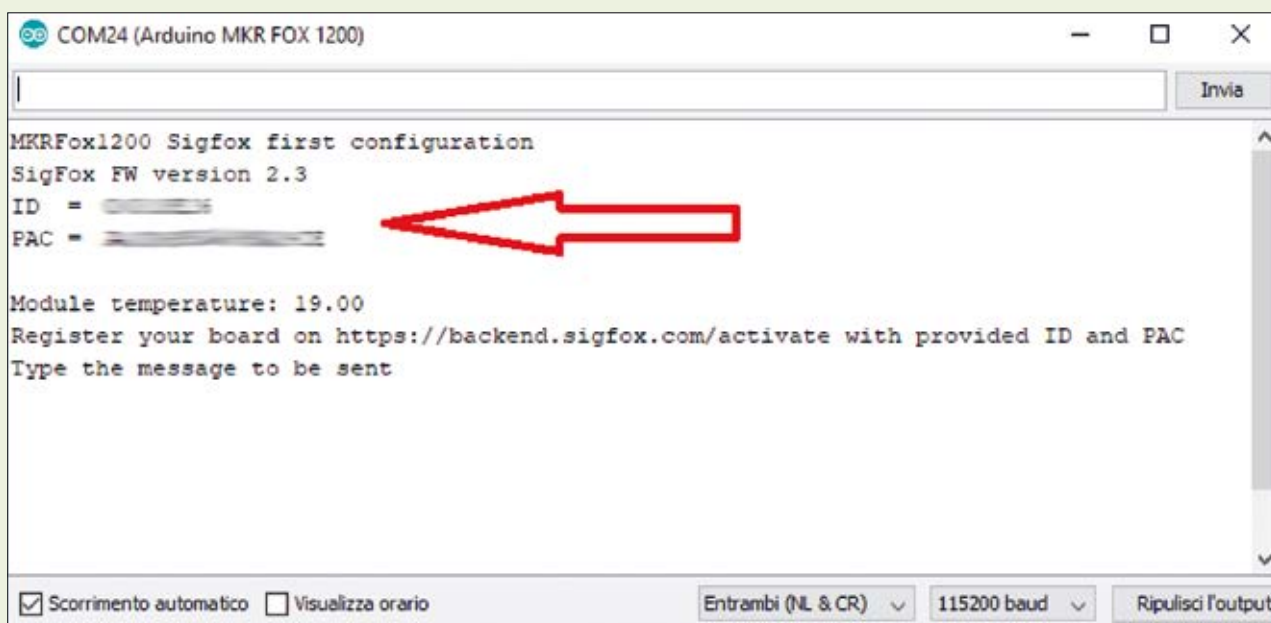 COM24 (Arduino MKR FOX 1200)
Invia
MKRFox1200 Sigfox first configuration
SigFox FW version 2.3
ID =
PAC =
Module temperature: 19.00
Register your board on https://backend.sigfox.com/activate with provided ID and PAC
Type the message to be sent
Scorrimento automatico Visualizza orario Entrambi (NL & CR) 115200 baud Ripulisci l'output